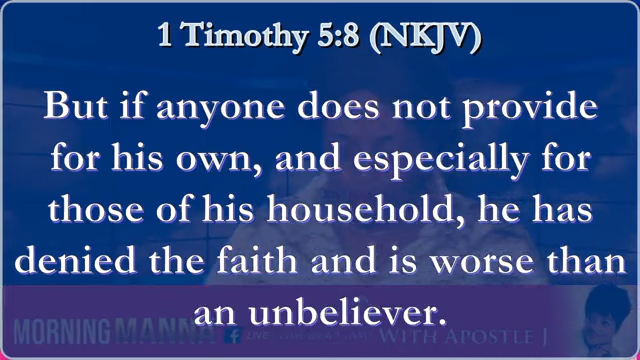 1 Timothy 5:8 (NKJV)
But if anyone does not provide
for his own, and especially for
those of his household, he has
denied the faith and is worse than
an unbeliever.
MORNING MANNA WITH APOSTLE J